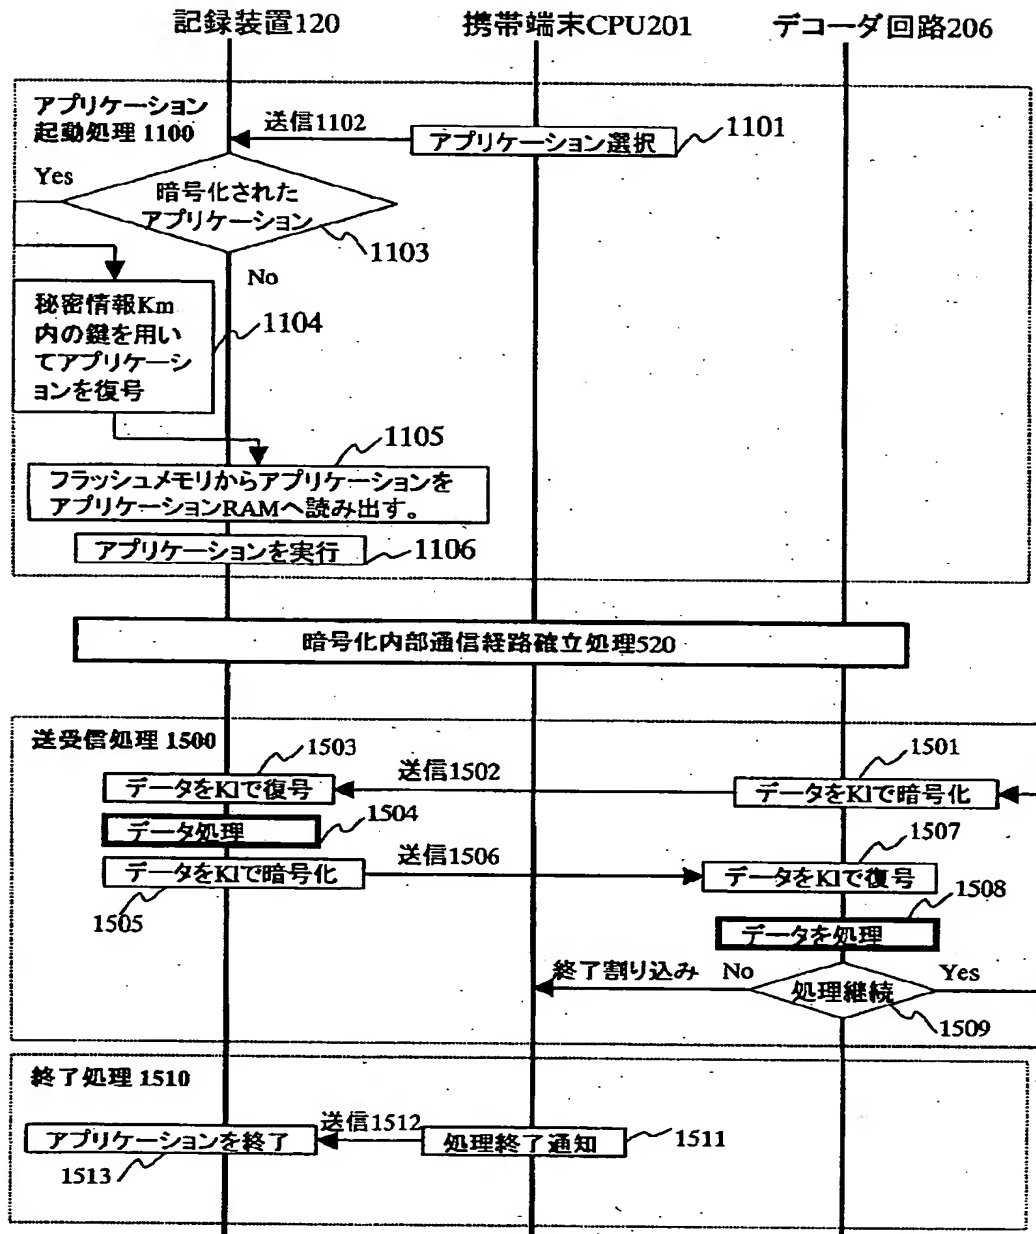 記録装置120
携帯端末CPU201
デコーダ回路206
アプリケーション
起動処理 1100
送信1102
アプリケーション選択
1101
Yes
暗号化された
アプリケーション
1103
No
秘密情報Km
内の鍵を用い
てアプリケーシ
ョンを復号
1104
1105
フラッシュメモリからアプリケーションを
アプリケーションRAMへ読み出す。
アプリケーションを実行
1106
暗号化内部通信経路確立処理520
送受信処理 1500
1503
送信1502
1501
データをKlで復号
データをKlで暗号化
データ処理
1504
1507
データをKlで暗号化
送信1506
データをKlで復号
1505
1508
データを処理
終了割り込み
No
処理継続
Yes
1509
終了処理 1510
送信1512
アプリケーションを終了
処理終了通知
1511
1513